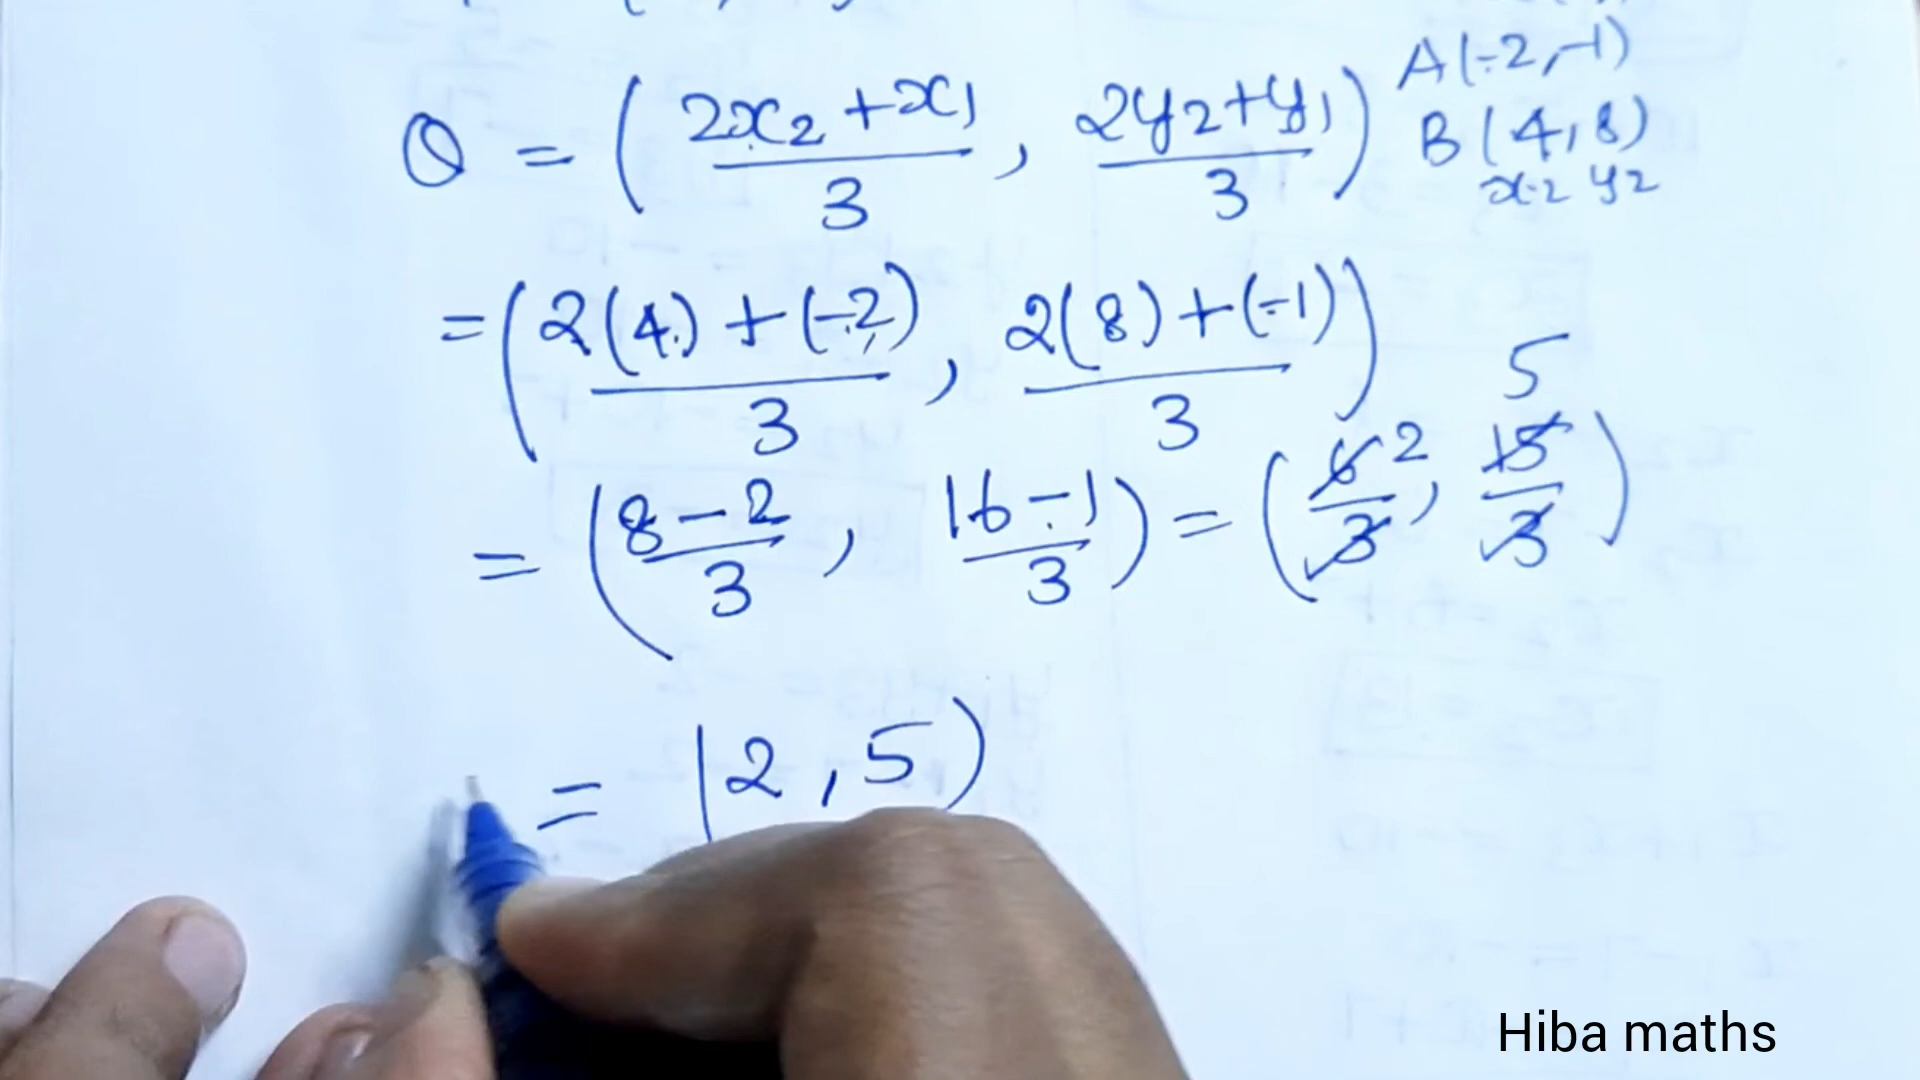 A(-2,-1)
Q = ( 2x2 + x1 / 3 , 2y2 + y1 / 3 ) B(4,8)
x2 y2
= ( 2(4) + (-2) / 3 , 2(8) + (-1) / 3 )
= ( 8 - 2 / 3 , 16 - 1 / 3 ) = ( 6 2 / 3 , 15 5 / 3 )
= (2, 5)
Hiba maths